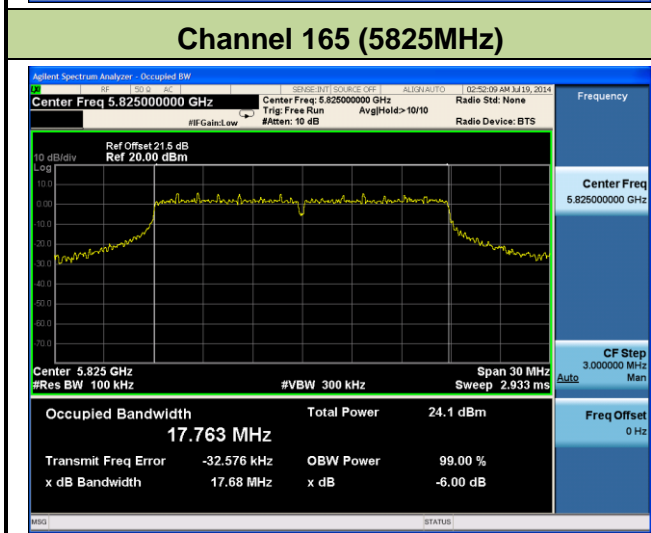 Channel 165 (5825MHz)
Agilent Spectrum Analyzer - Occupied BW
RF 50 Ω AC SENSE:INT SOURCE OFF ALIGNAUTO 02:52:09 AM Jul 19, 2014
Center Freq 5.825000000 GHz
Center Freq: 5.825000000 GHz
Radio Std: None
Trig: Free Run Avg|Hold:>10/10
#IFGain:Low
#Atten: 10 dB
Radio Device: BTS
Frequency
Ref Offset 21.5 dB
10 dB/div Ref 20.00 dBm
Log
10.0
0.00
-10.0
-20.0
-30.0
-40.0
-50.0
-60.0
-70.0
Center Freq
5.825000000 GHz
Center 5.825 GHz
Span 30 MHz
#Res BW 100 kHz
#VBW 300 kHz
Sweep 2.933 ms
CF Step
3.000000 MHz
Auto Man
Occupied Bandwidth
17.763 MHz
Total Power 24.1 dBm
Transmit Freq Error -32.576 kHz
OBW Power 99.00 %
x dB Bandwidth 17.68 MHz
x dB -6.00 dB
Freq Offset
0 Hz
MSG
STATUS